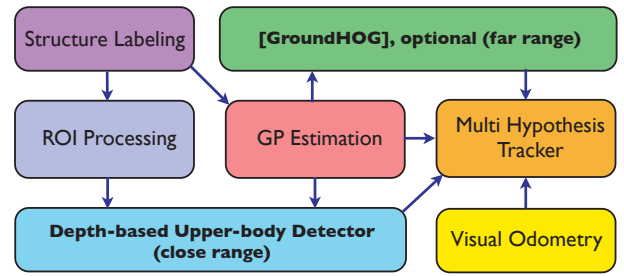 Structure Labeling
[GroundHOG], optional (far range)
ROI Processing
GP Estimation
Multi Hypothesis
Tracker
Depth-based Upper-body Detector
(close range)
Visual Odometry